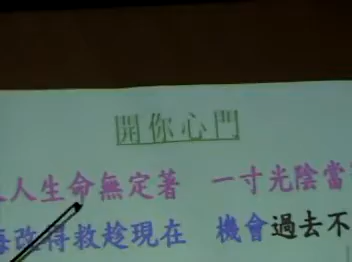 開你心門
人人生命無定著 一寸光陰當
悔改得救趁現在 機會過去不